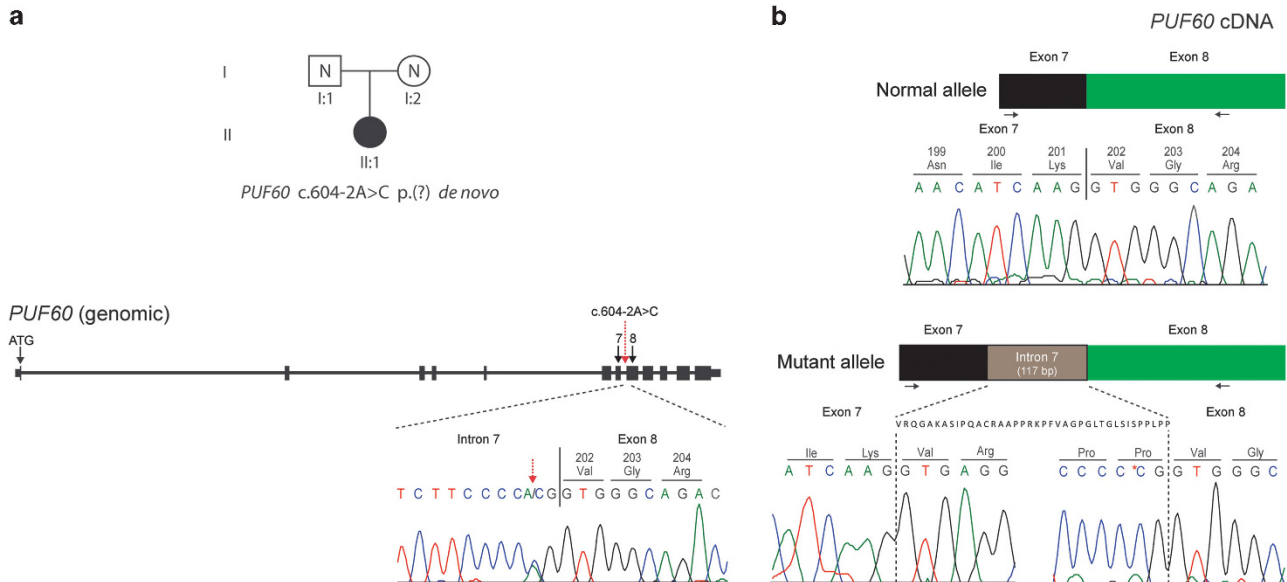 a
I
N
N
I:1
I:2
II
II:1
PUF60 c.604-2A>C p.(?) de novo
PUF60 (genomic)
ATG
c.604-2A>C
7 8
Intron 7 Exon 8
202 203 204
Val Gly Arg
T C T T C C C C A/C G G T G G G C A G A C
b
PUF60 cDNA
Exon 7 Exon 8
Normal allele
Exon 7 Exon 8
199 200 201 202 203 204
Asn Ile Lys Val Gly Arg
A A C A T C A A G G T G G G C A G A
Exon 7 Exon 8
Mutant allele
Intron 7
(117 bp)
Exon 7 Exon 8
VRQGAKASIPQACRAAPPRKPFVAGPGLTGLSISPPLPP
Ile Lys Val Arg Pro Pro Val Gly
A T C A A G G T G A G G C C C C * C G G T G G G C